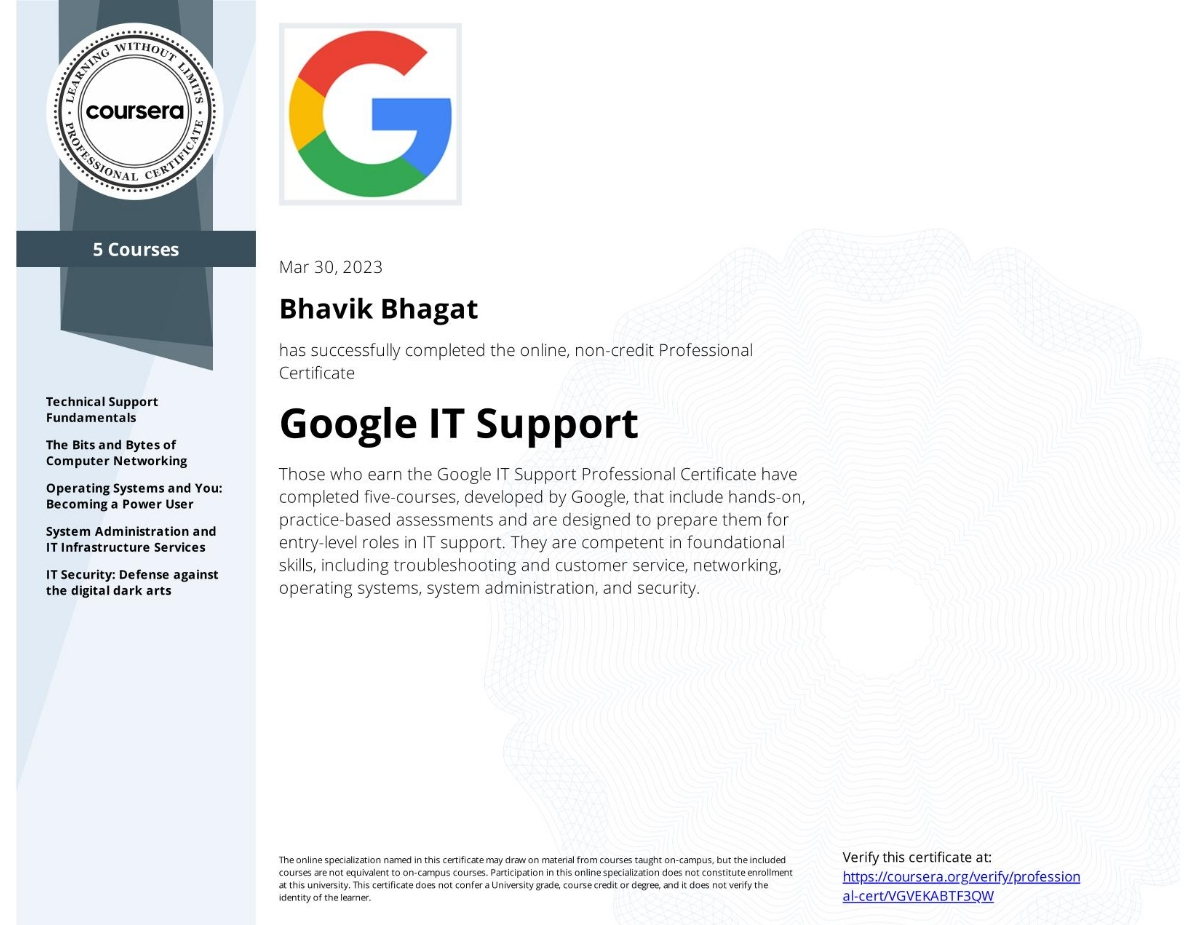 LEARNING WITHOUT LIMITS
coursera
PROFESSIONAL CERTIFICATE
5 Courses
Technical Support
Fundamentals
The Bits and Bytes of
Computer Networking
Operating Systems and You:
Becoming a Power User
System Administration and
IT Infrastructure Services
IT Security: Defense against
the digital dark arts
Mar 30, 2023
Bhavik Bhagat
has successfully completed the online, non-credit Professional
Certificate
Google IT Support
Those who earn the Google IT Support Professional Certificate have
completed five-courses, developed by Google, that include hands-on,
practice-based assessments and are designed to prepare them for
entry-level roles in IT support. They are competent in foundational
skills, including troubleshooting and customer service, networking,
operating systems, system administration, and security.
The online specialization named in this certificate may draw on material from courses taught on-campus, but the included
courses are not equivalent to on-campus courses. Participation in this online specialization does not constitute enrollment
at this university. This certificate does not confer a University grade, course credit or degree, and it does not verify the
identity of the learner.
Verify this certificate at:
https://coursera.org/verify/profession
al-cert/VGVEKABTF3QW